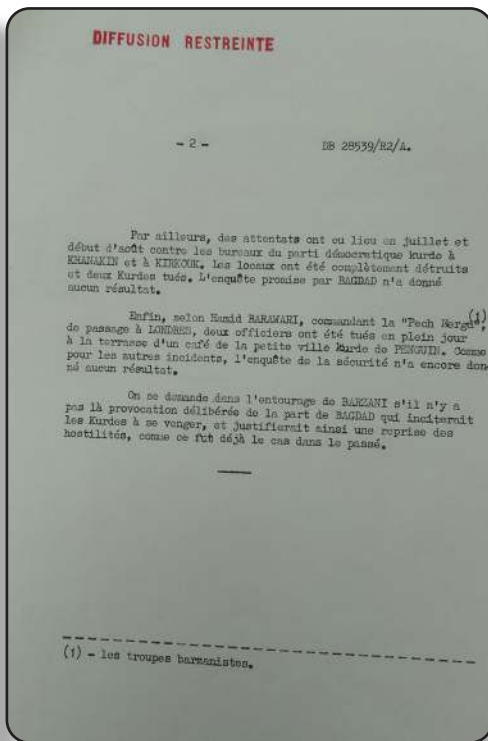 DIFFUSION RESTREINTE
- 2 - DB 28539/R2/A.
Par ailleurs, des attentats ont eu lieu en juillet et
début d'août contre les bureaux du parti démocratique kurde à
KHANAKIN et à KIRKOUK. Les locaux ont été complètement détruits
et deux Kurdes tués. L'enquête promise par BAGDAD n'a donné
aucun résultat.
Enfin, selon Hamid BARAWARI, commandant la "Pech Merga"(1),
de passage à LONDRES, deux officiers ont été tués en plein jour
à la terrasse d'un café de la petite ville kurde de PENGUIN. Comme
pour les autres incidents, l'enquête de la sécurité n'a encore don-
né aucun résultat.
On se demande dans l'entourage de BARZANI s'il n'y a
pas là provocation délibérée de la part de BAGDAD qui inciterait
les Kurdes à se venger, et justifierait ainsi une reprise des
hostilités, comme ce fut déjà le cas dans le passé.
(1) - les troupes barzanistes.